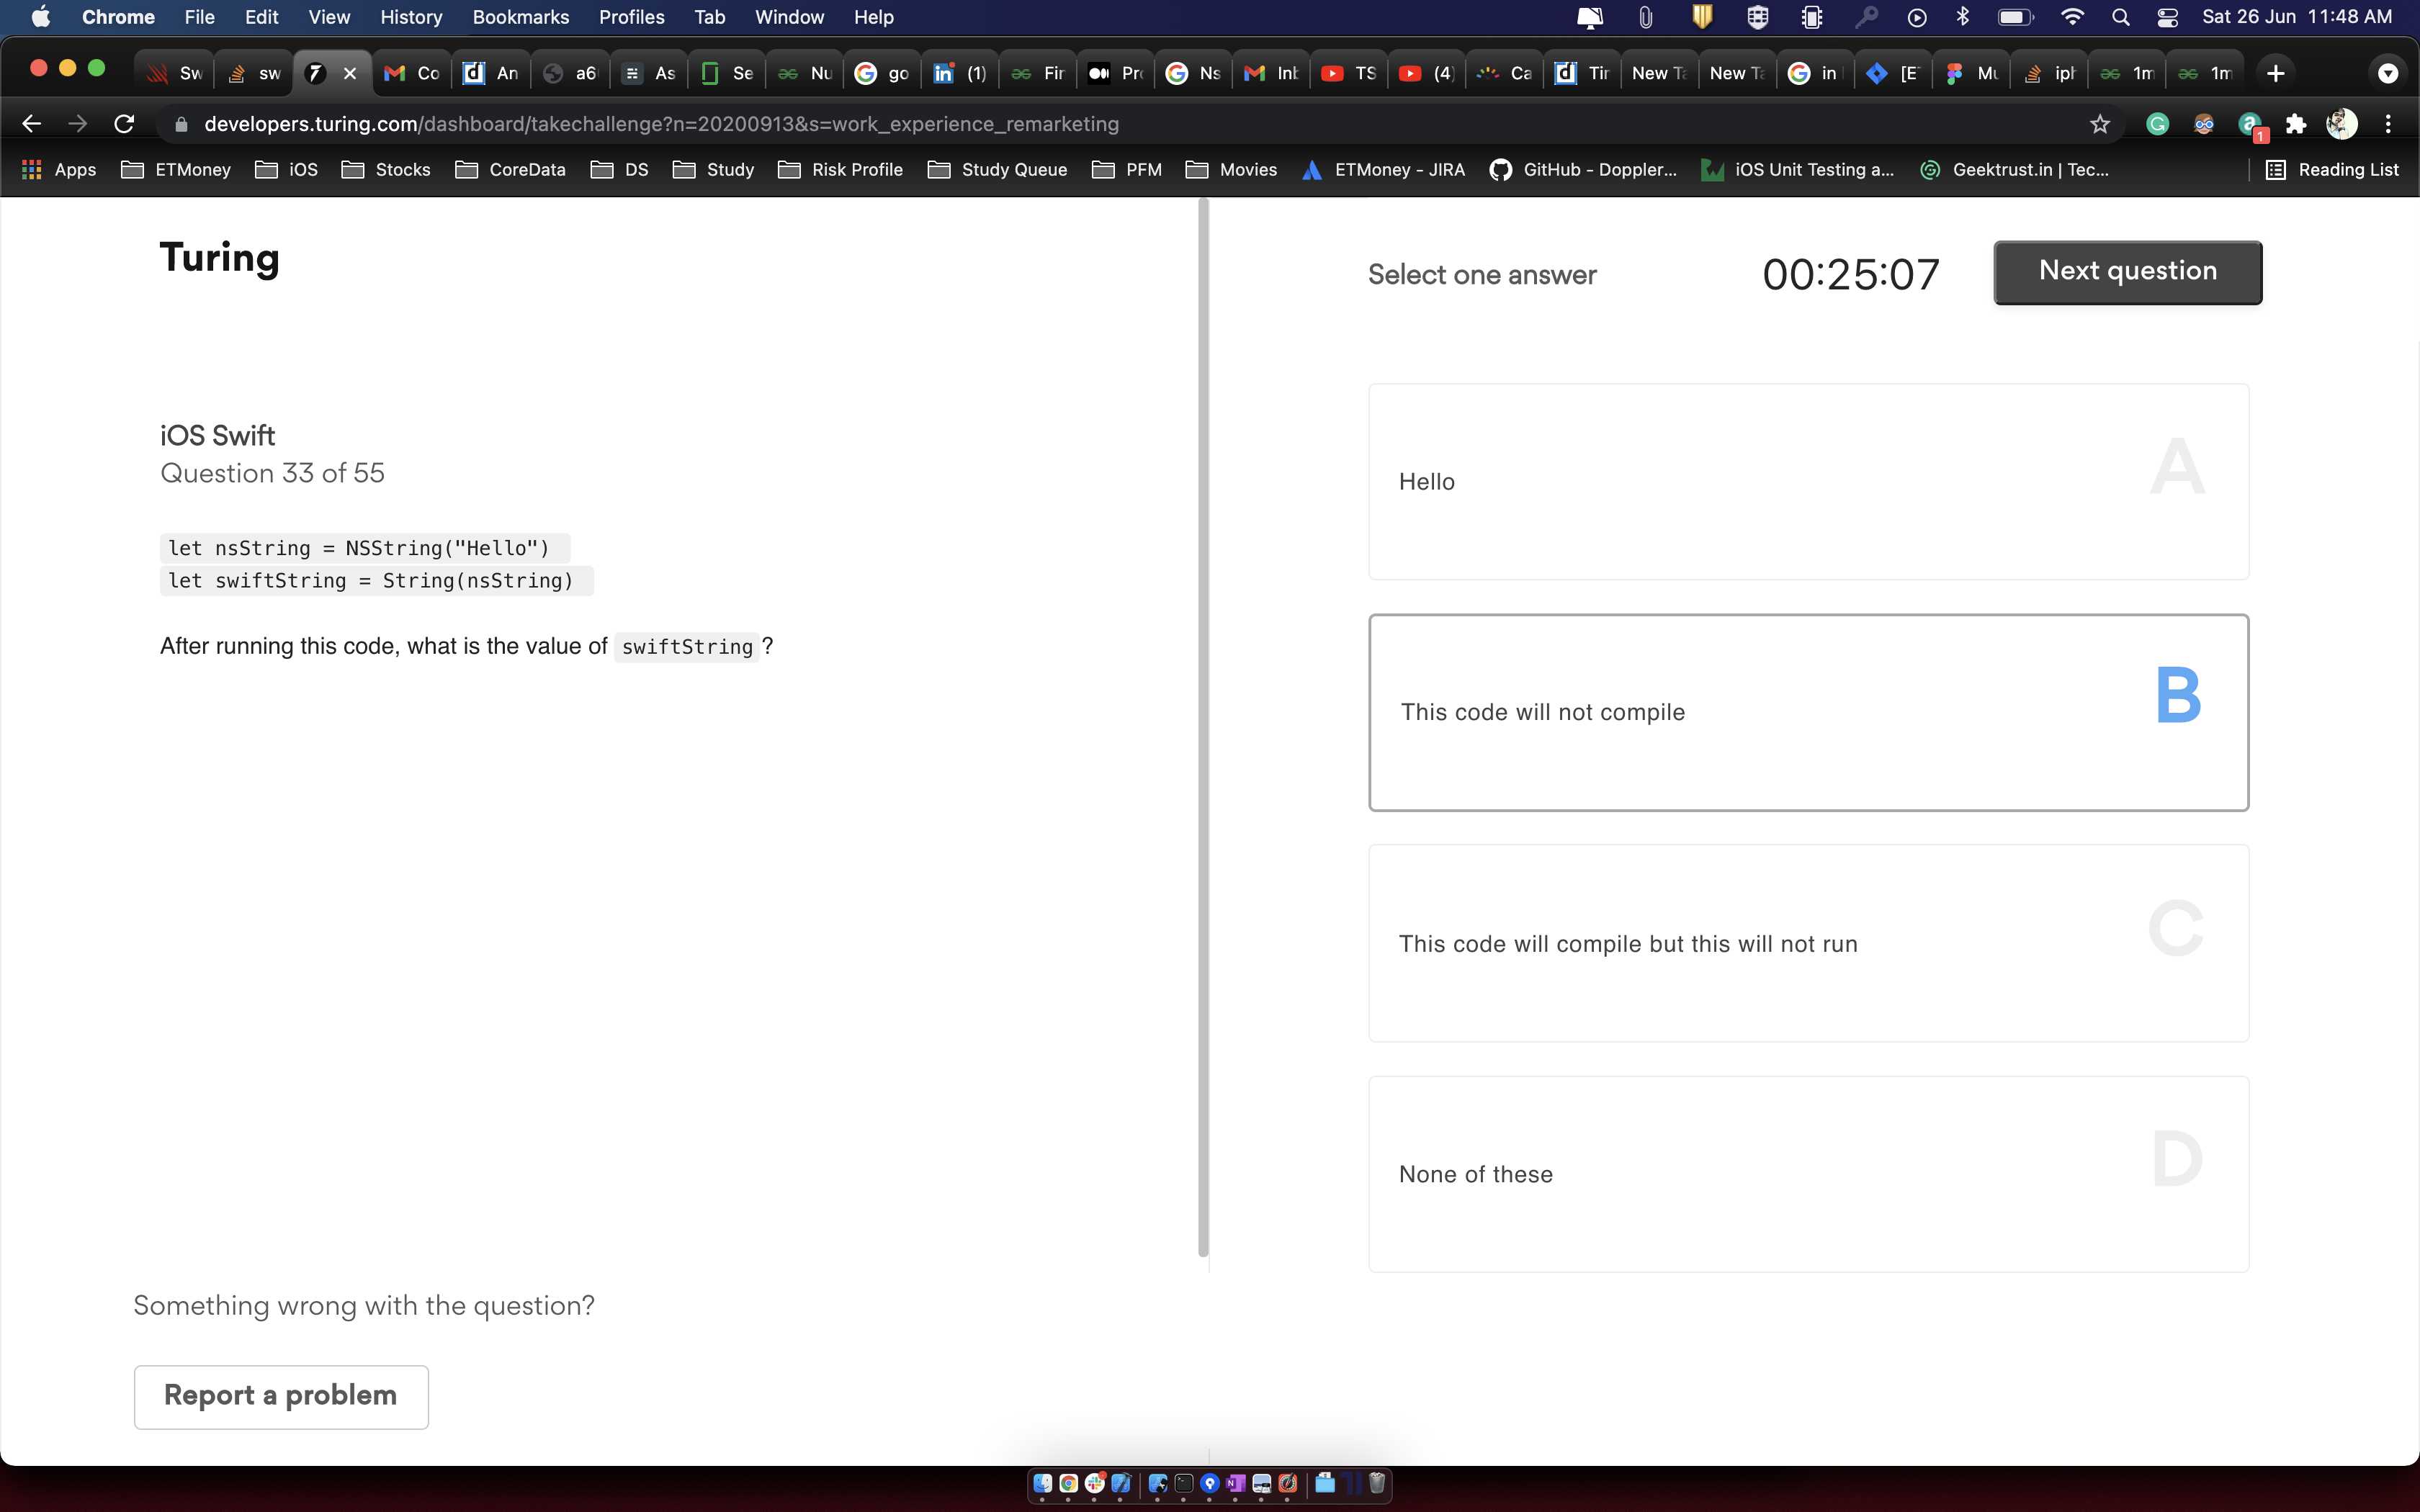 Chrome File Edit View History Bookmarks Profiles Tab Window Help Sat 26 Jun 11:48 AM
Sw sw Co An a6 As Se Nu go (1) Fir Pr Ns Int TS (4) Ca Tir New Ta New Ta in [E Mu iph 1m 1m
developers.turing.com/dashboard/takechallenge?n=20200913&s=work_experience_remarketing 1
Apps ETMoney iOS Stocks CoreData DS Study Risk Profile Study Queue PFM Movies ETMoney - JIRA GitHub - Doppler... iOS Unit Testing a... Geektrust.in | Tec... Reading List
Turing
iOS Swift
Question 33 of 55
let nsString = NSString("Hello")
let swiftString = String(nsString)
After running this code, what is the value of swiftString ?
Something wrong with the question?
Report a problem
Select one answer 00:25:07 Next question
Hello A
This code will not compile B
This code will compile but this will not run C
None of these D